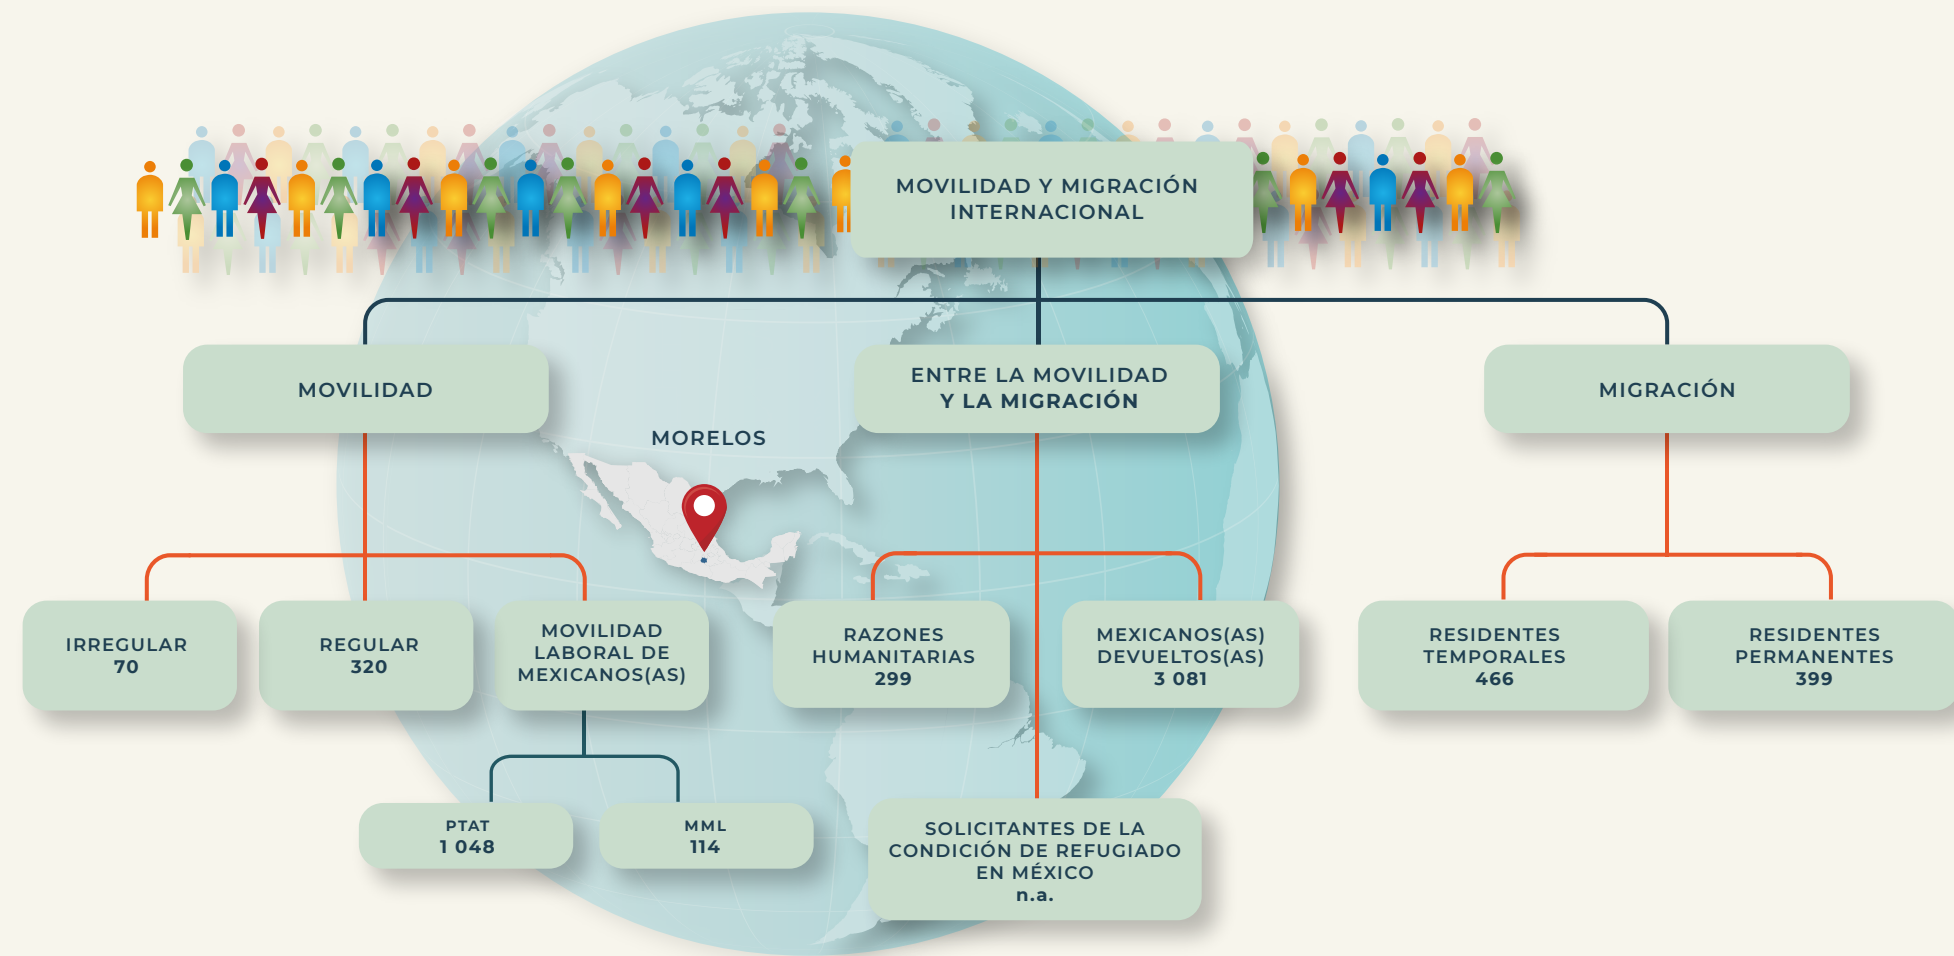 MOVILIDAD Y MIGRACIÓN
INTERNACIONAL
MOVILIDAD
ENTRE LA MOVILIDAD
Y LA MIGRACIÓN
MIGRACIÓN
MORELOS
IRREGULAR
70
REGULAR
320
MOVILIDAD
LABORAL DE
MEXICANOS(AS)
RAZONES
HUMANITARIAS
299
MEXICANOS(AS)
DEVUELTOS(AS)
3 081
RESIDENTES
TEMPORALES
466
RESIDENTES
PERMANENTES
399
PTAT
1 048
MML
114
SOLICITANTES DE LA
CONDICIÓN DE REFUGIADO
EN MÉXICO
n.a.